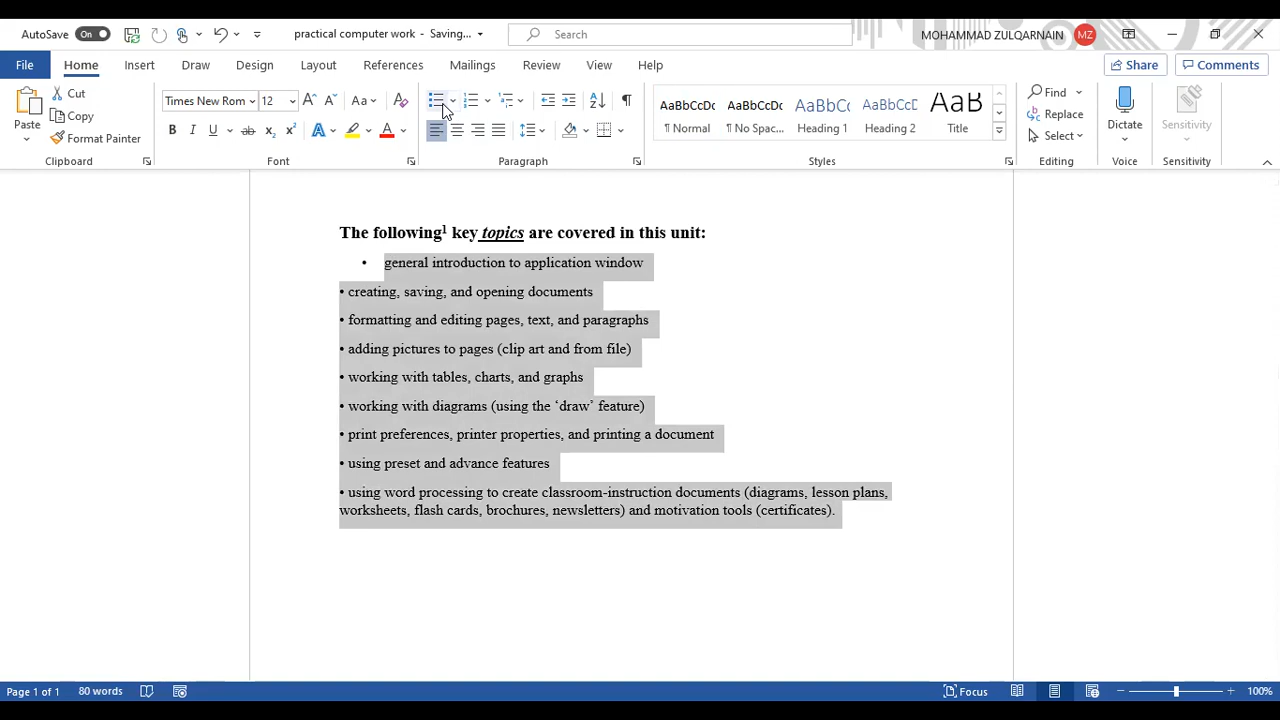 AutoSave On practical computer work - Saving... Search MOHAMMAD ZULQARNAIN MZ
File Home Insert Draw Design Layout References Mailings Review View Help Share Comments
Paste Cut Copy Format Painter Clipboard
Times New Rom 12 Aa B I U ab x₂ x² A A Font
Paragraph
AaBbCcDc AaBbCcDc AaBbCc AaBbCcD AaB
¶ Normal ¶ No Spac... Heading 1 Heading 2 Title
Styles
Find Replace Select Editing
Dictate Voice
Sensitivity Sensitivity
The following¹ key topics are covered in this unit:
• general introduction to application window
• creating, saving, and opening documents
• formatting and editing pages, text, and paragraphs
• adding pictures to pages (clip art and from file)
• working with tables, charts, and graphs
• working with diagrams (using the ‘draw’ feature)
• print preferences, printer properties, and printing a document
• using preset and advance features
• using word processing to create classroom-instruction documents (diagrams, lesson plans,
worksheets, flash cards, brochures, newsletters) and motivation tools (certificates).
Page 1 of 1 80 words Focus 100%